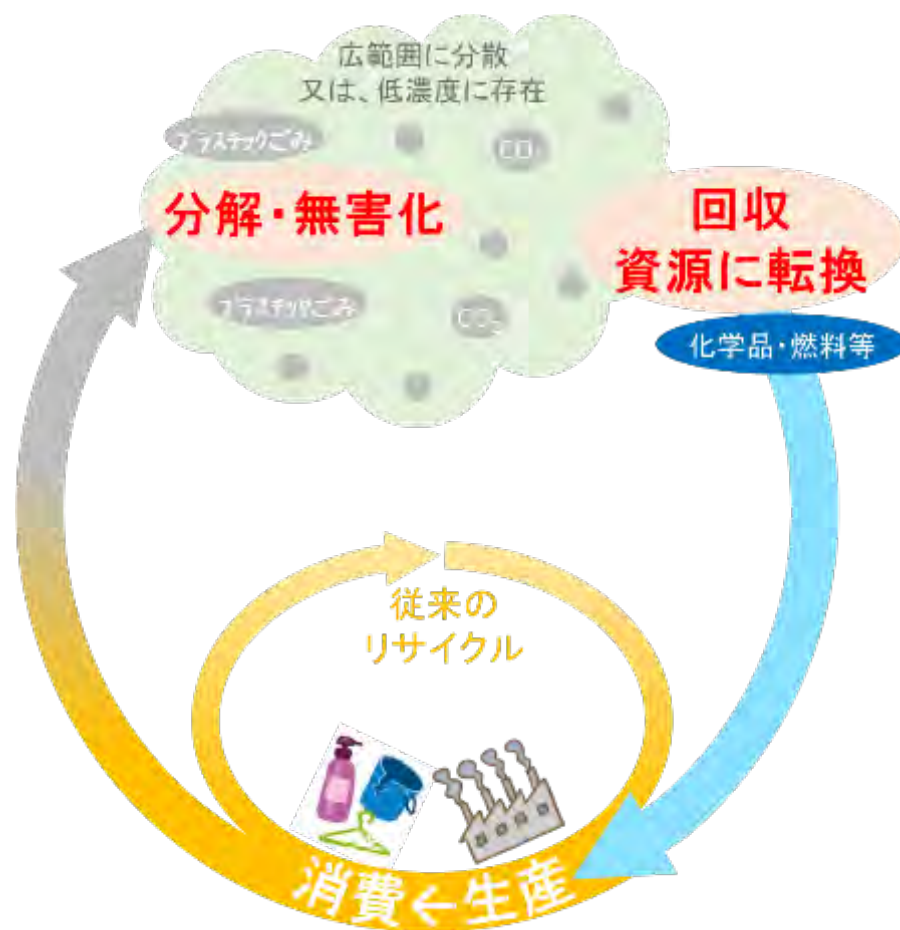 広範囲に分散
又は、低濃度に存在
プラスチックごみ
CO₂
分解・無害化
回収
資源に転換
プラスチックごみ
CO₂
化学品・燃料等
従来の
リサイクル
消費←生産